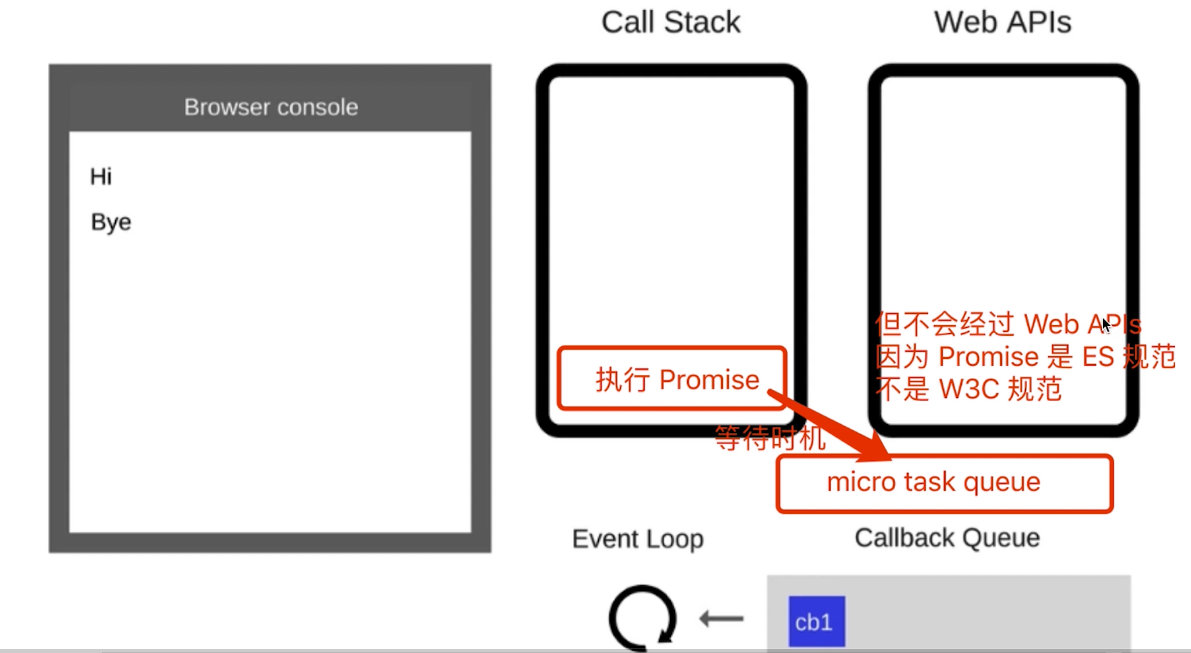 Call Stack
Web APIs
Browser console
Hi
Bye
但不会经过 Web APIs
因为 Promise 是 ES 规范
不是 W3C 规范
执行 Promise
等待时机
micro task queue
Event Loop
Callback Queue
cb1